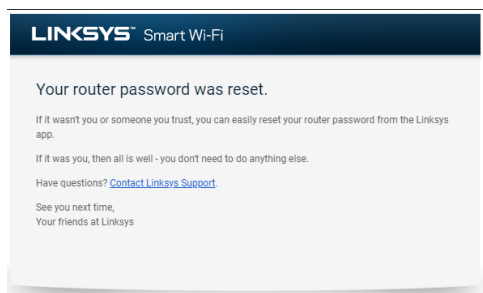 LINKSYS™ Smart Wi-Fi
Your router password was reset.
If it wasn't you or someone you trust, you can easily reset your router password from the Linksys
app.
If it was you, then all is well - you don't need to do anything else.
Have questions? Contact Linksys Support.
See you next time,
Your friends at Linksys